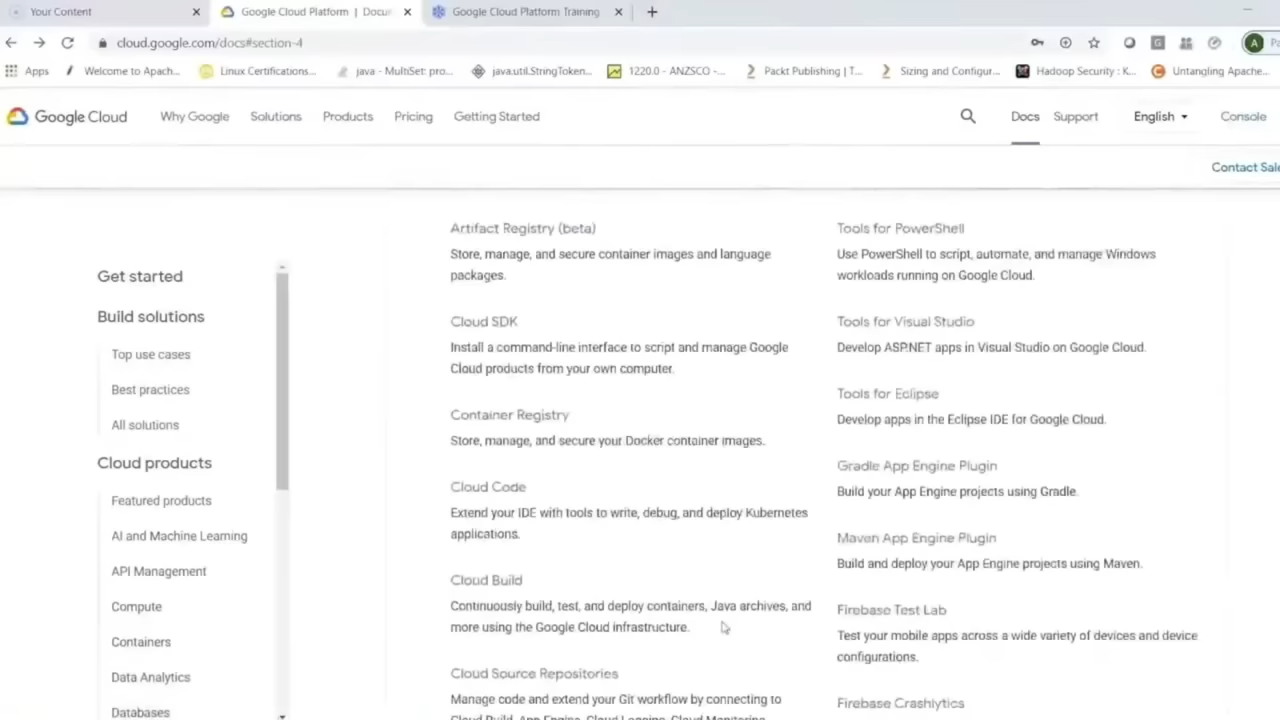 Your Content
Google Cloud Platform | Docu
Google Cloud Platform Training
cloud.google.com/docs#section-4
A
Apps
Welcome to Apach...
Linux Certifications...
java - MultiSet: pro...
java.util.StringToken...
1220.0 - ANZSCO -...
Packt Publishing | T...
Sizing and Configur...
Hadoop Security : K...
Untangling Apache...
Google Cloud
Why Google
Solutions
Products
Pricing
Getting Started
Docs
Support
English
Console
Contact Sale
Get started
Build solutions
Top use cases
Best practices
All solutions
Cloud products
Featured products
AI and Machine Learning
API Management
Compute
Containers
Data Analytics
Databases
Artifact Registry (beta)
Store, manage, and secure container images and language
packages.
Cloud SDK
Install a command-line interface to script and manage Google
Cloud products from your own computer.
Container Registry
Store, manage, and secure your Docker container images.
Cloud Code
Extend your IDE with tools to write, debug, and deploy Kubernetes
applications.
Cloud Build
Continuously build, test, and deploy containers, Java archives, and
more using the Google Cloud infrastructure.
Cloud Source Repositories
Manage code and extend your Git workflow by connecting to
Cloud Build, App Engine, Cloud Logging, Cloud Monitoring
Tools for PowerShell
Use PowerShell to script, automate, and manage Windows
workloads running on Google Cloud.
Tools for Visual Studio
Develop ASP.NET apps in Visual Studio on Google Cloud.
Tools for Eclipse
Develop apps in the Eclipse IDE for Google Cloud.
Gradle App Engine Plugin
Build your App Engine projects using Gradle.
Maven App Engine Plugin
Build and deploy your App Engine projects using Maven.
Firebase Test Lab
Test your mobile apps across a wide variety of devices and device
configurations.
Firebase Crashlytics